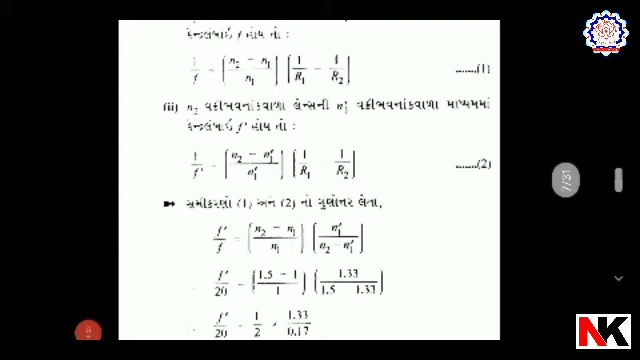 કેન્દ્રલંબાઈ f હોય તો :
1/f = [(n₂ − n₁)/n₁] [1/R₁ − 1/R₂] ........(1)
(ii) n₂ વક્રીભવનાંકવાળા લેન્સની n₁′ વક્રીભવનાંકવાળા માધ્યમમાં
કેન્દ્રલંબાઈ f′ હોય તો :
1/f′ = [(n₂ − n₁′)/n₁′] [1/R₁ − 1/R₂] ........(2)
➡ સમીકરણો (1) અને (2) નો ગુણોત્તર લેતા,
f′/f = [(n₂ − n₁)/n₁] [n₁′/(n₂ − n₁′)]
∴ f′/20 = [(1.5 − 1)/1] [1.33/(1.5 − 1.33)]
∴ f′/20 = 1/2 × 1.33/0.17
7/31
NK